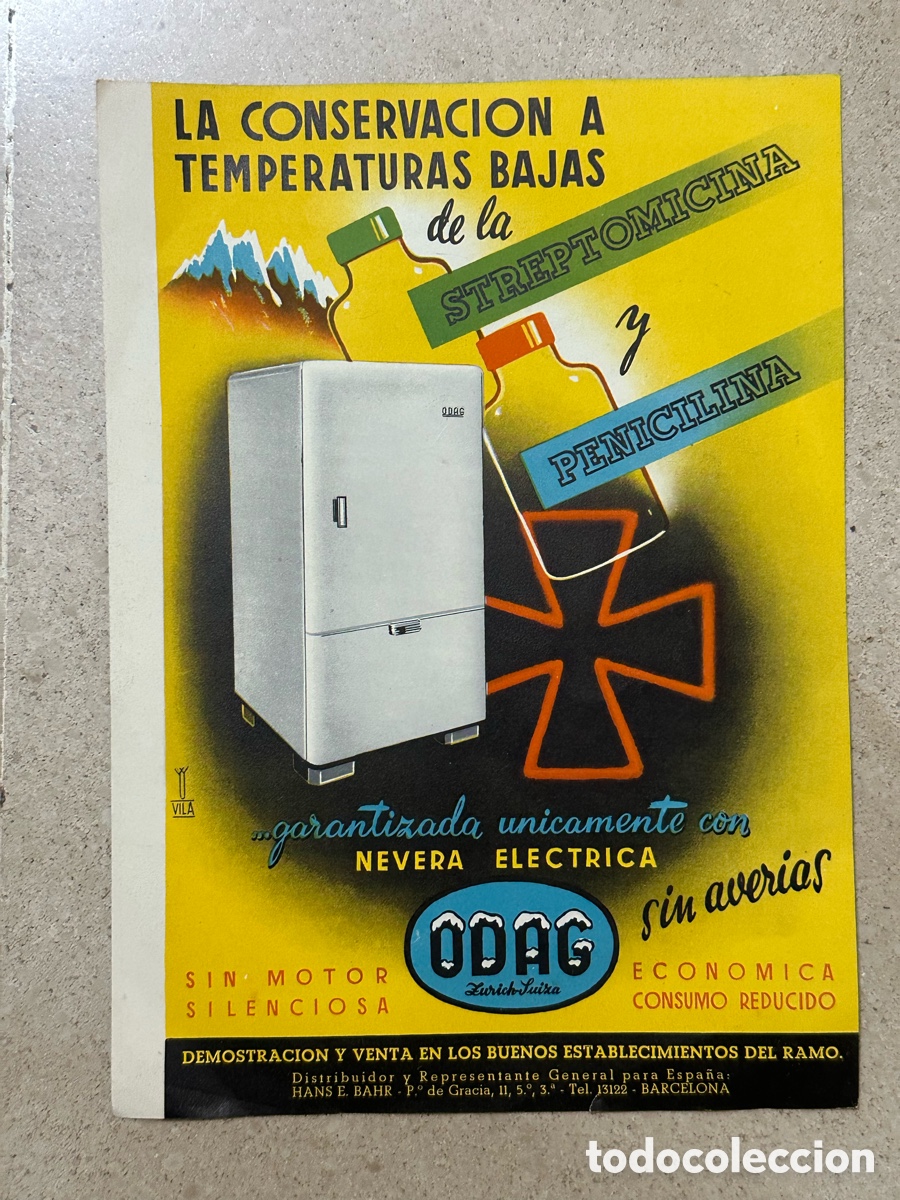 LA CONSERVACION A
TEMPERATURAS BAJAS
de la
STREPTOMICINA
y
PENICILINA
ODAG
VILA
...garantizada unicamente con
NEVERA ELECTRICA
sin averias
ODAG
Zurich-Suiza
SIN MOTOR
SILENCIOSA
ECONOMICA
CONSUMO REDUCIDO
DEMOSTRACION Y VENTA EN LOS BUENOS ESTABLECIMIENTOS DEL RAMO.
Distribuidor y Representante General para España:
HANS E. BAHR - P.º de Gracia, 11, 5.º, 3.ª - Tel. 13122 - BARCELONA
todocoleccion